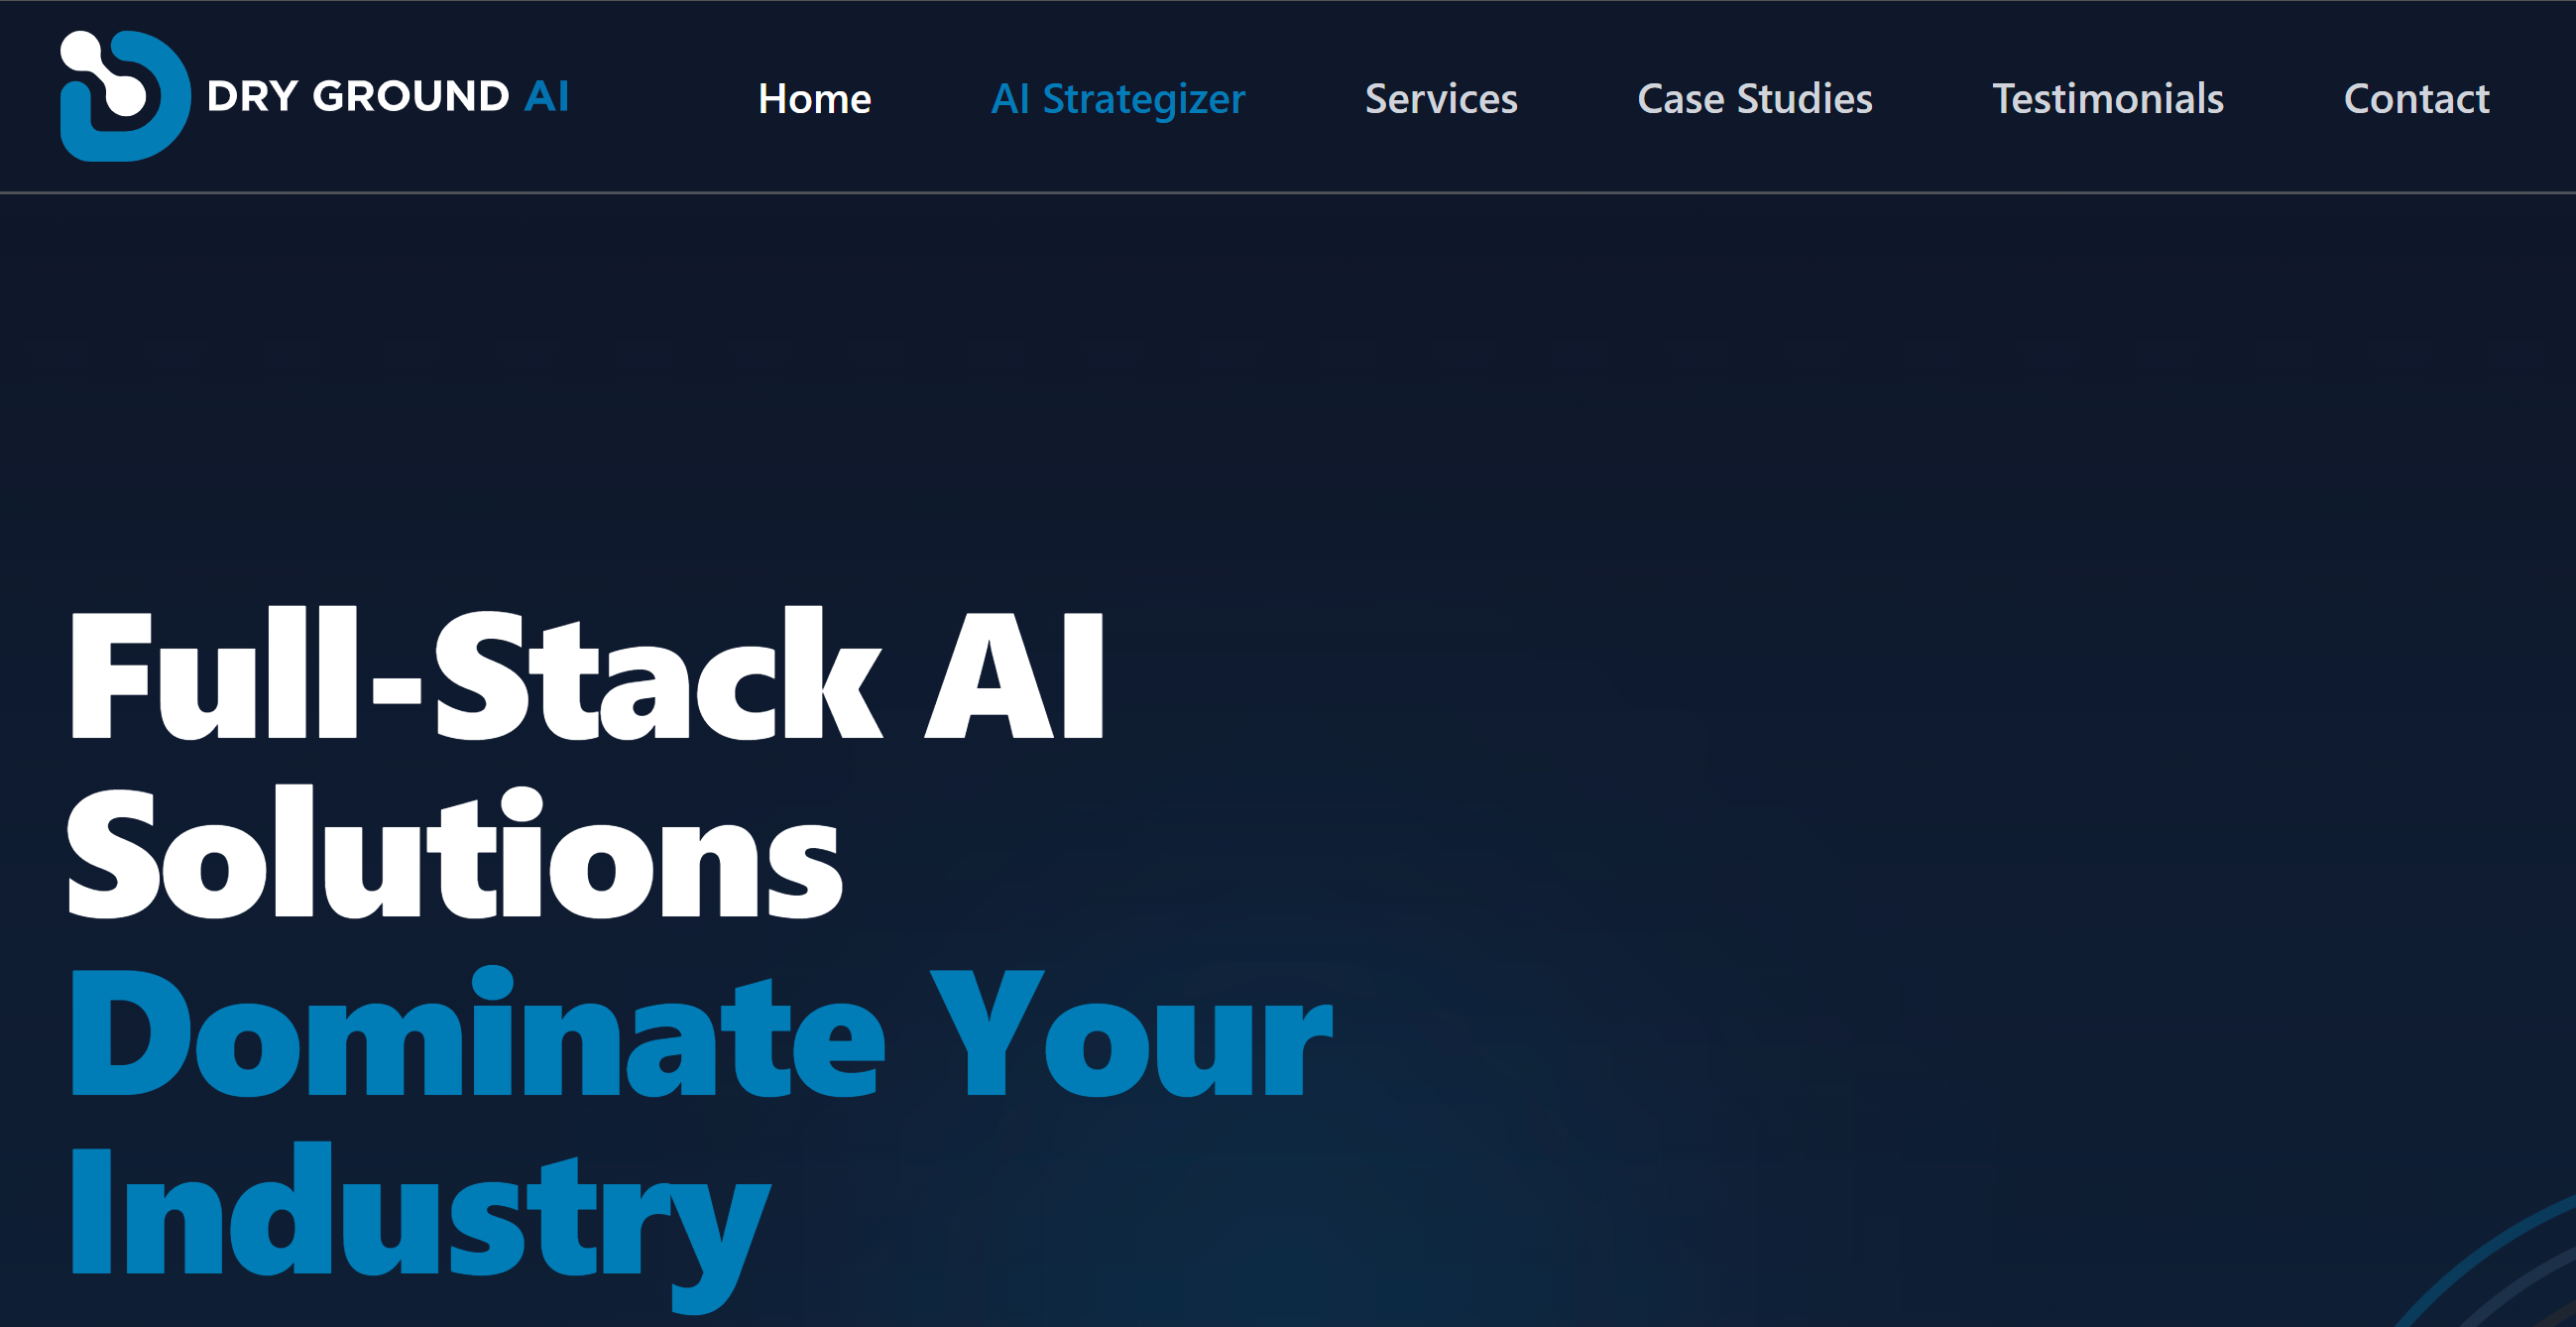 DRY GROUND AI
Home AI Strategizer Services Case Studies Testimonials Contact
Full-Stack AI
Solutions
Dominate Your
Industry